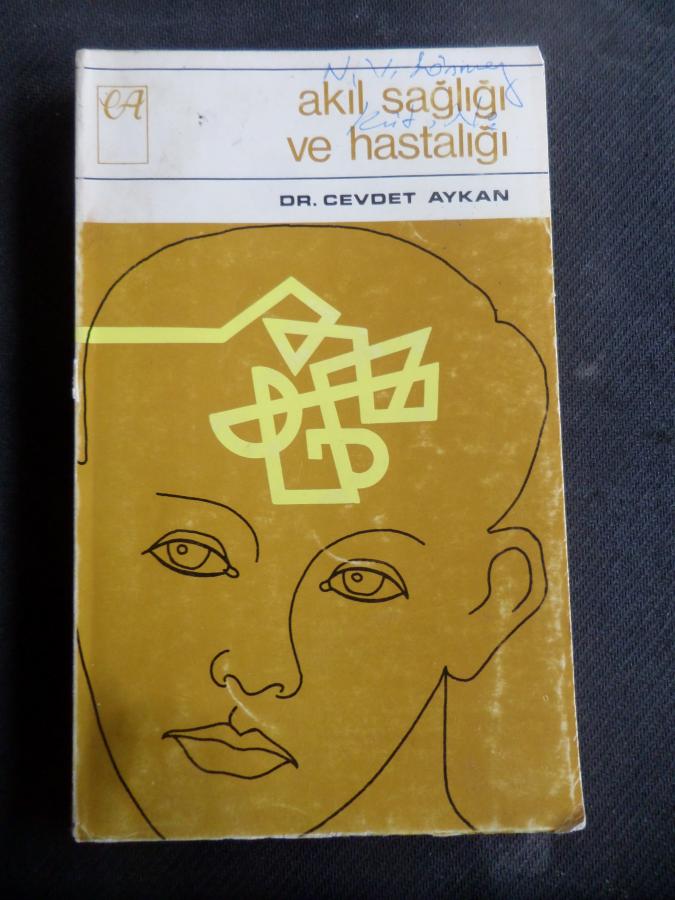 N. V.
CA
akıl sağlığı
ve hastalığı
DR. CEVDET AYKAN